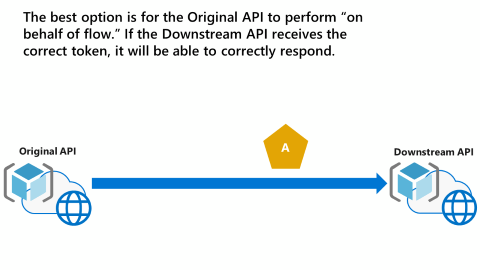 The best option is for the Original API to perform “on
behalf of flow.” If the Downstream API receives the
correct token, it will be able to correctly respond.
A
Original API
Downstream API